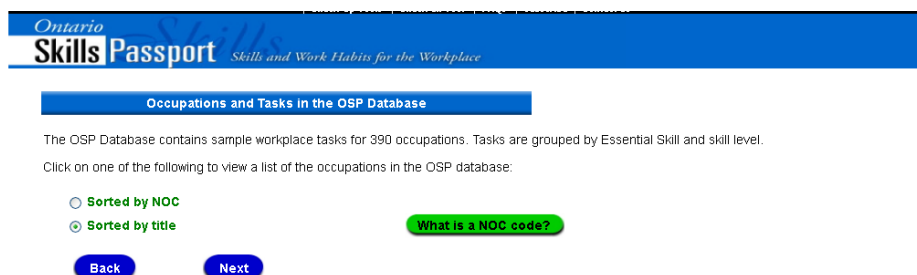 Ontario
Skills Passport Skills and Work Habits for the Workplace
Occupations and Tasks in the OSP Database
The OSP Database contains sample workplace tasks for 390 occupations. Tasks are grouped by Essential Skill and skill level.
Click on one of the following to view a list of the occupations in the OSP database:
Sorted by NOC
Sorted by title
What is a NOC code?
Back
Next